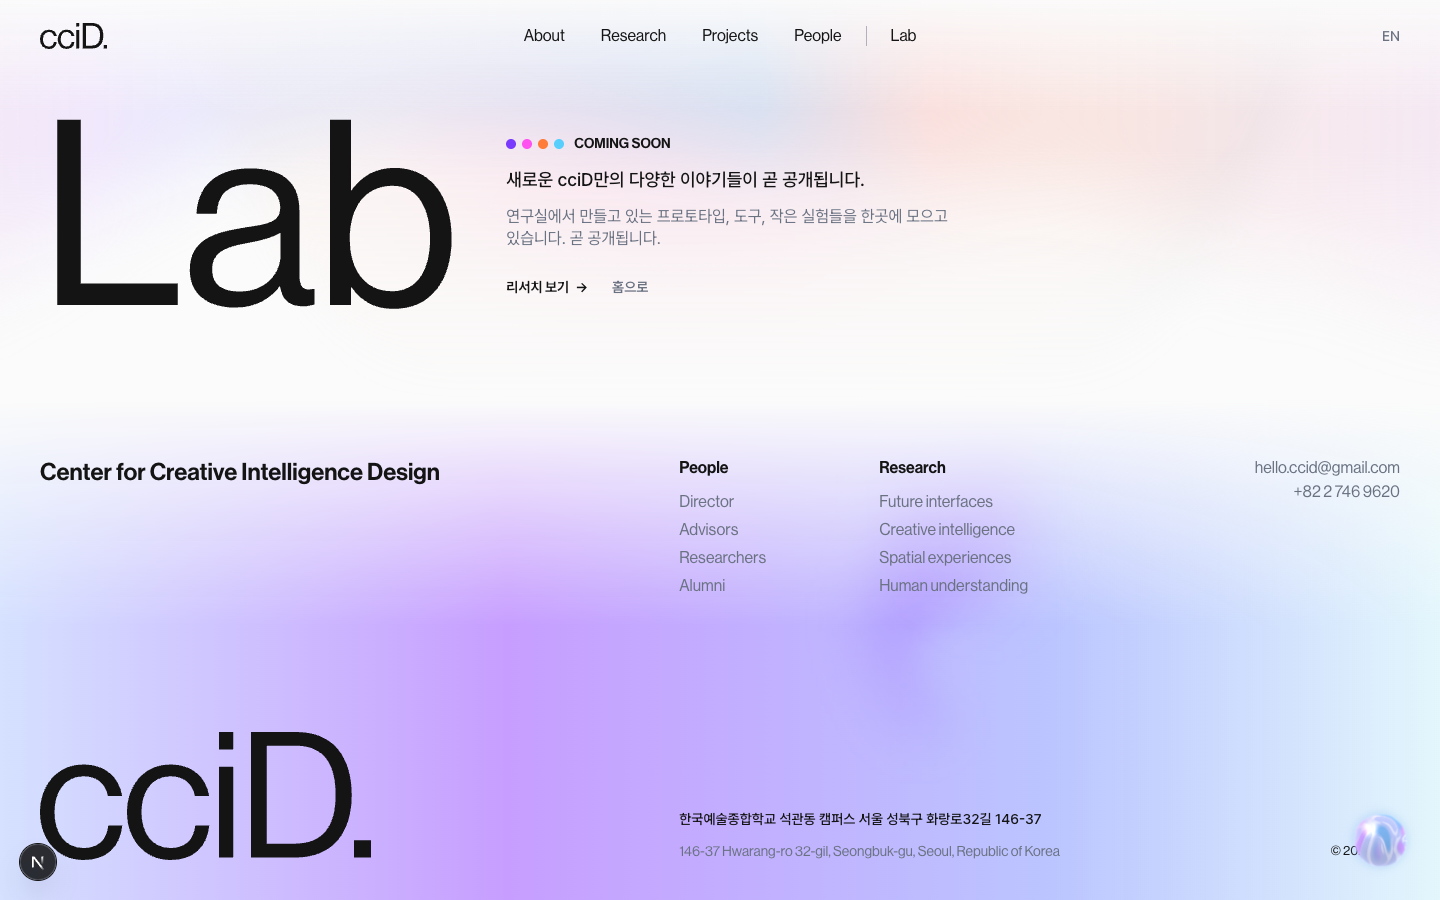 cciD.
About
Research
Projects
People
Lab
EN
Lab
COMING SOON
새로운 cciD만의 다양한 이야기들이 곧 공개됩니다.
연구실에서 만들고 있는 프로토타입, 도구, 작은 실험들을 한곳에 모으고
있습니다. 곧 공개됩니다.
리서치 보기 →
홈으로
Center for Creative Intelligence Design
People
Director
Advisors
Researchers
Alumni
Research
Future interfaces
Creative intelligence
Spatial experiences
Human understanding
hello.ccid@gmail.com
+82 2 746 9620
cciD.
N
한국예술종합학교 석관동 캠퍼스 서울 성북구 화랑로32길 146-37
146-37 Hwarang-ro 32-gil, Seongbuk-gu, Seoul, Republic of Korea
©